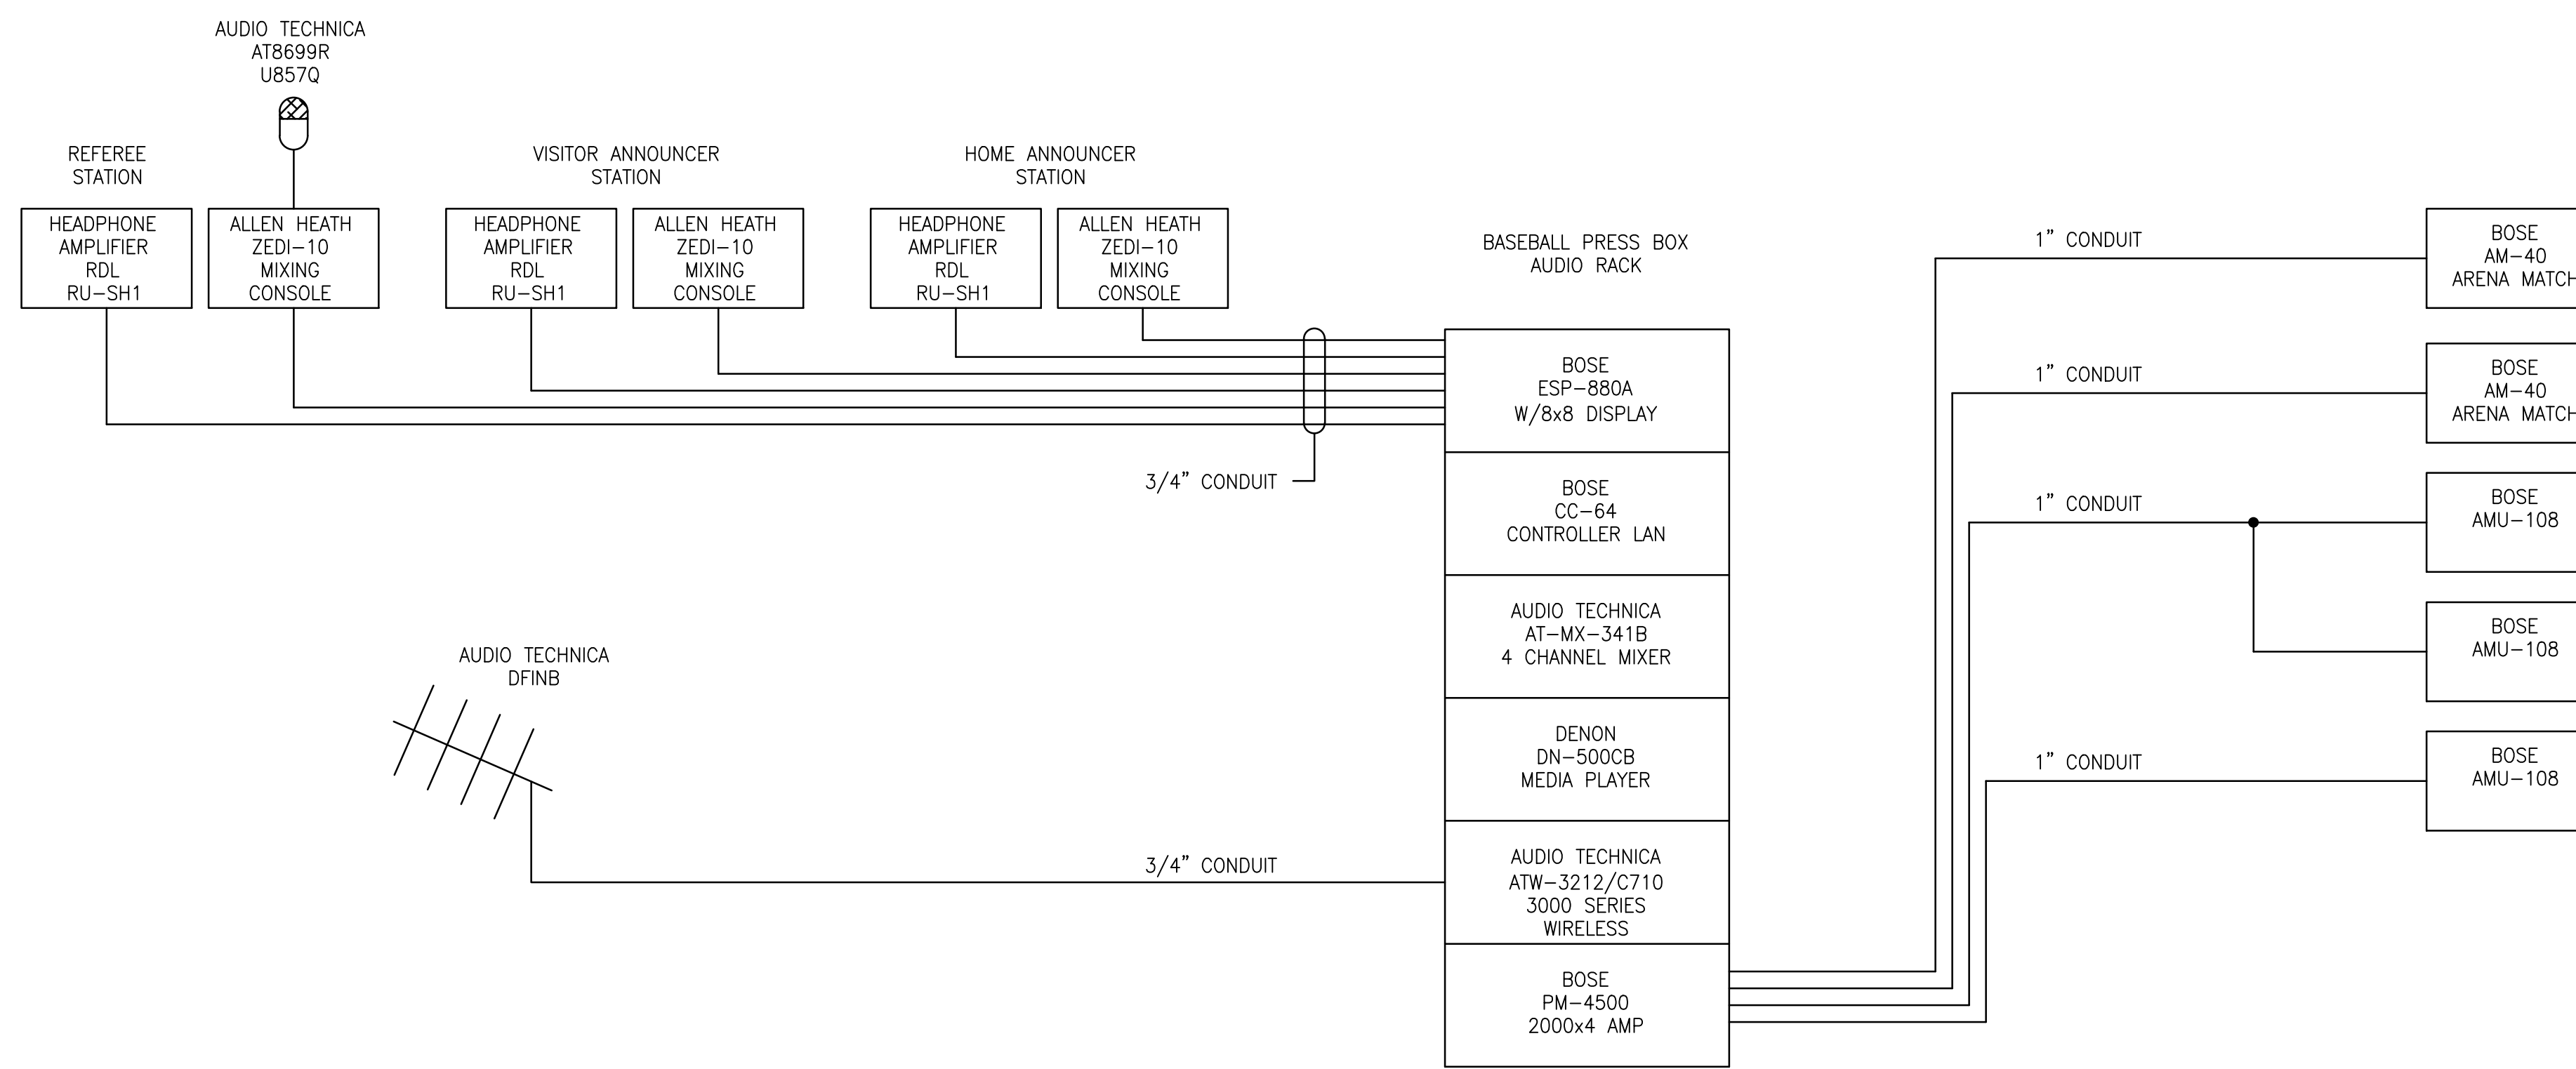 AUDIO TECHNICA
AT8699R
U857Q
REFEREE
STATION
HEADPHONE
AMPLIFIER
RDL
RU-SH1
ALLEN HEATH
ZEDI-10
MIXING
CONSOLE
VISITOR ANNOUNCER
STATION
HEADPHONE
AMPLIFIER
RDL
RU-SH1
ALLEN HEATH
ZEDI-10
MIXING
CONSOLE
HOME ANNOUNCER
STATION
HEADPHONE
AMPLIFIER
RDL
RU-SH1
ALLEN HEATH
ZEDI-10
MIXING
CONSOLE
3/4" CONDUIT
AUDIO TECHNICA
DFINB
3/4" CONDUIT
BASEBALL PRESS BOX
AUDIO RACK
BOSE
ESP-880A
W/8x8 DISPLAY
BOSE
CC-64
CONTROLLER LAN
AUDIO TECHNICA
AT-MX-341B
4 CHANNEL MIXER
DENON
DN-500CB
MEDIA PLAYER
AUDIO TECHNICA
ATW-3212/C710
3000 SERIES
WIRELESS
BOSE
PM-4500
2000x4 AMP
1" CONDUIT
BOSE
AM-40
ARENA MATCH
1" CONDUIT
BOSE
AM-40
ARENA MATCH
1" CONDUIT
BOSE
AMU-108
BOSE
AMU-108
1" CONDUIT
BOSE
AMU-108